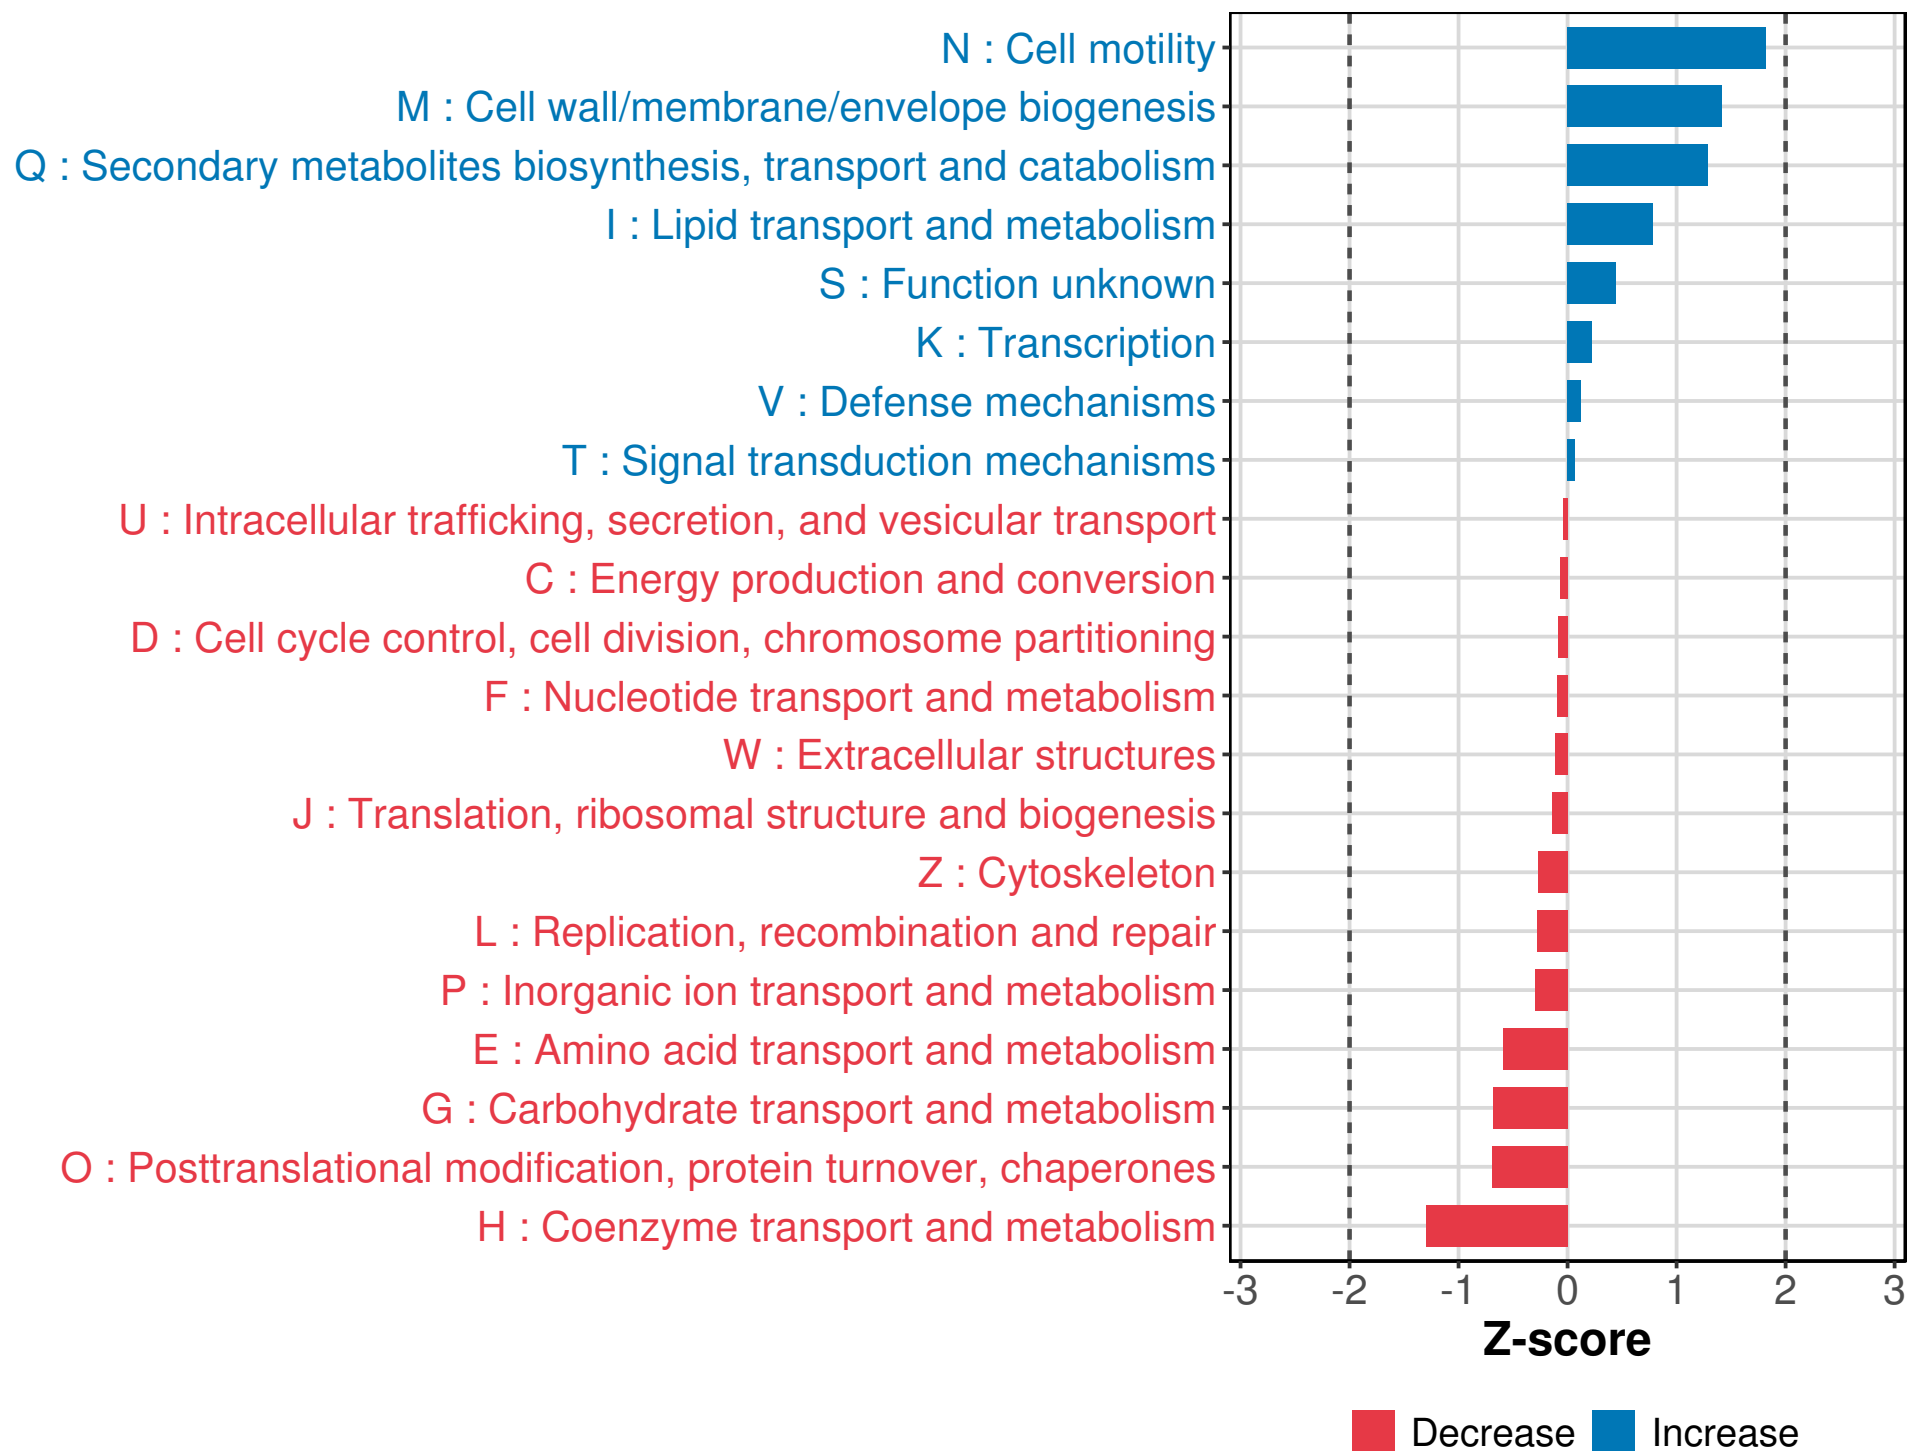 N : Cell motility
M : Cell wall/membrane/envelope biogenesis
Q : Secondary metabolites biosynthesis, transport and catabolism
I : Lipid transport and metabolism
S : Function unknown
K : Transcription
V : Defense mechanisms
T : Signal transduction mechanisms
U : Intracellular trafficking, secretion, and vesicular transport
C : Energy production and conversion
D : Cell cycle control, cell division, chromosome partitioning
F : Nucleotide transport and metabolism
W : Extracellular structures
J : Translation, ribosomal structure and biogenesis
Z : Cytoskeleton
L : Replication, recombination and repair
P : Inorganic ion transport and metabolism
E : Amino acid transport and metabolism
G : Carbohydrate transport and metabolism
O : Posttranslational modification, protein turnover, chaperones
H : Coenzyme transport and metabolism
-3 -2 -1 0 1 2 3
Z-score
Decrease Increase